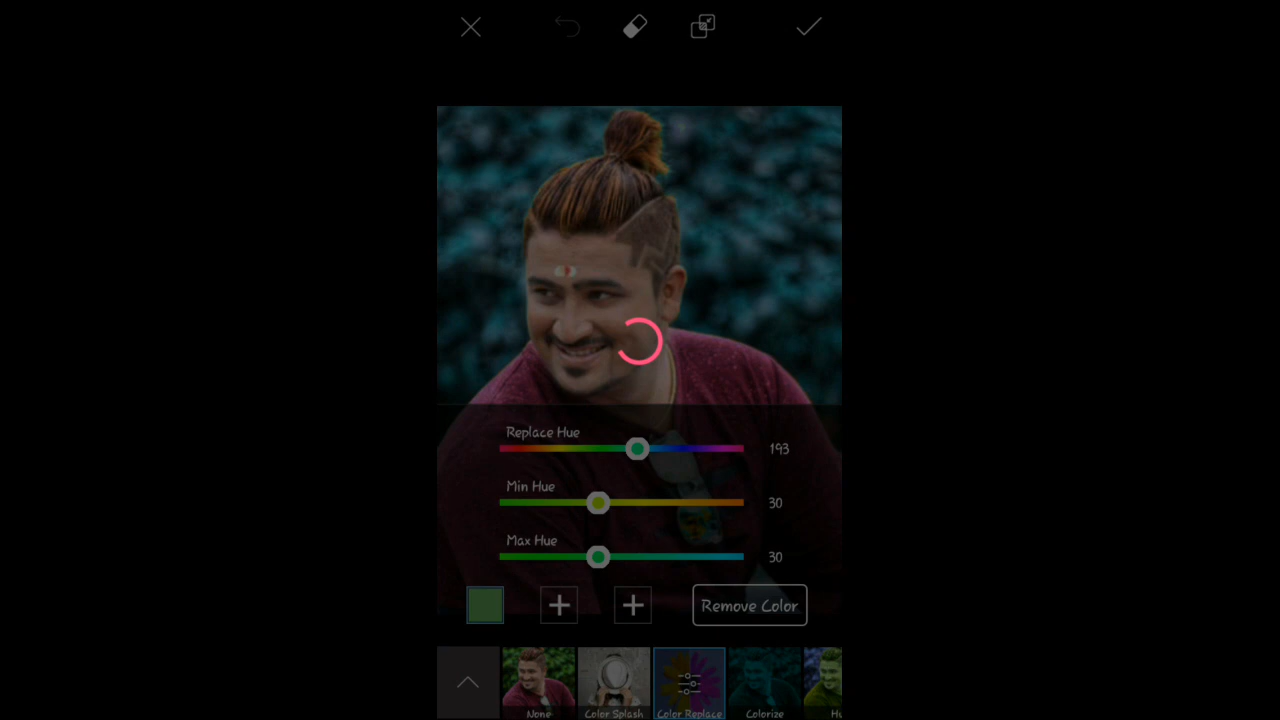 Replace Hue
193
Min Hue
30
Max Hue
30
Remove Color
None
Color Splash
Color Replace
Colorize